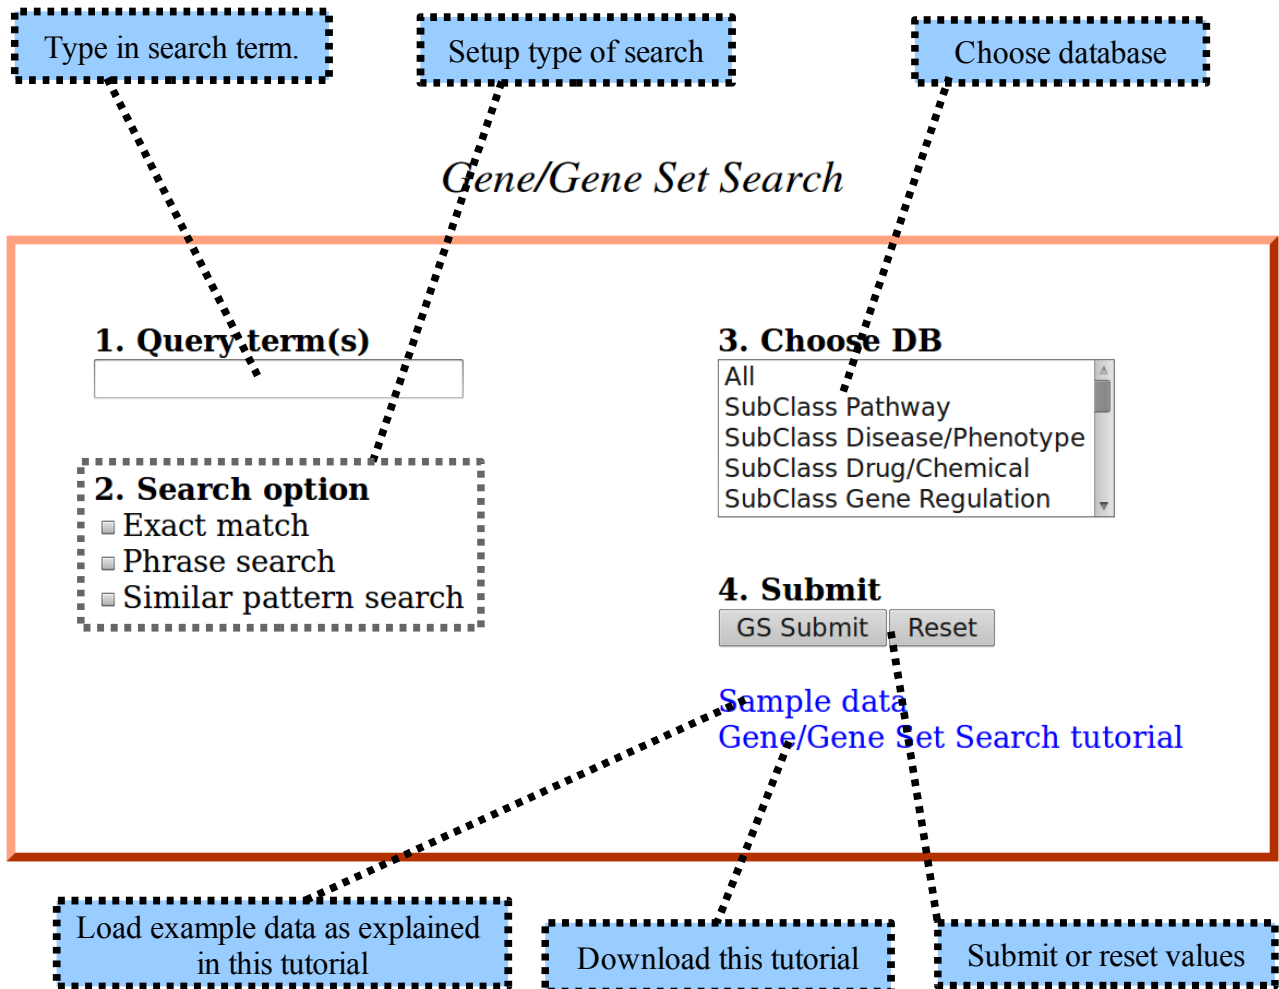 Type in search term.
Setup type of search
Choose database
Gene/Gene Set Search
1. Query term(s)
2. Search option
Exact match
Phrase search
Similar pattern search
3. Choose DB
All
SubClass Pathway
SubClass Disease/Phenotype
SubClass Drug/Chemical
SubClass Gene Regulation
4. Submit
GS Submit
Reset
Sample data
Gene/Gene Set Search tutorial
Load example data as explained
in this tutorial
Download this tutorial
Submit or reset values